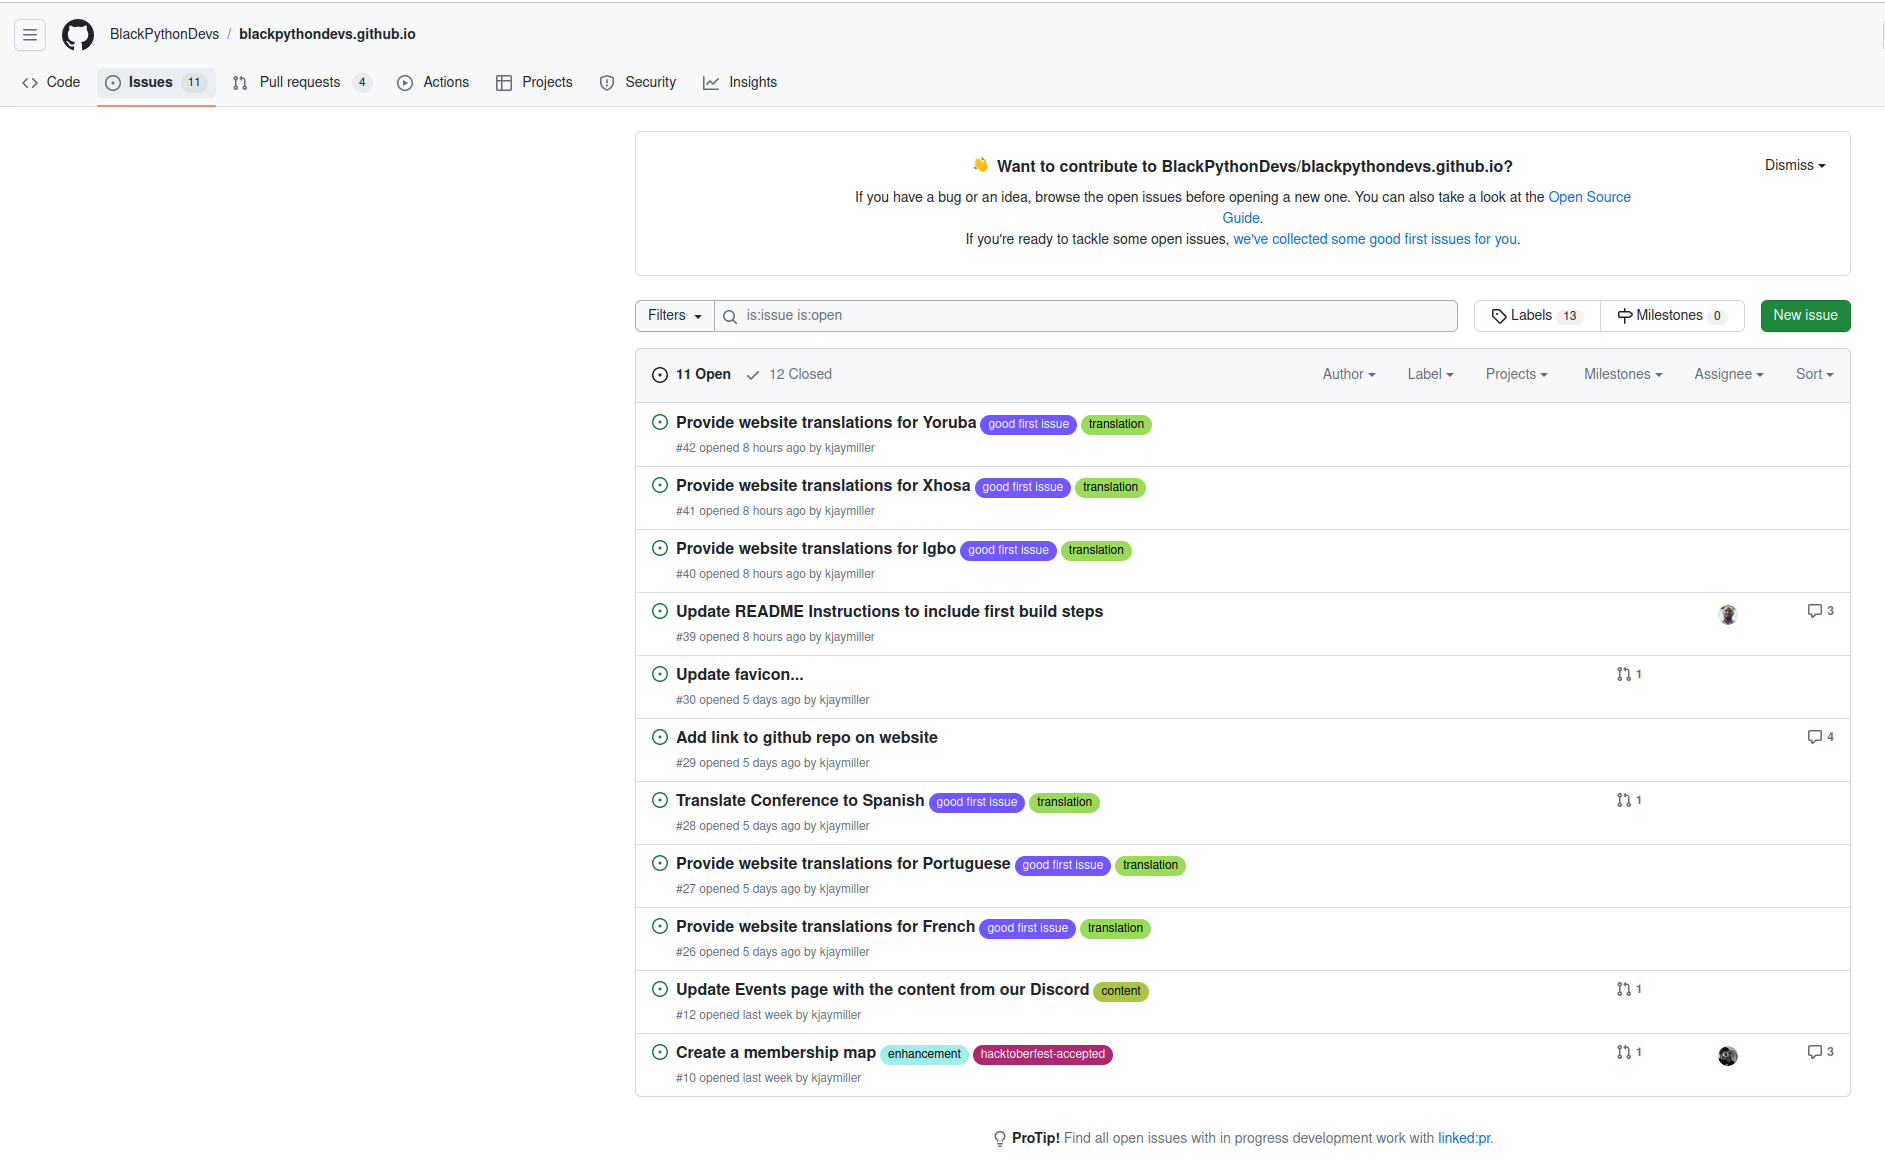 BlackPythonDevs / blackpythondevs.github.io
Code Issues 11 Pull requests 4 Actions Projects Security Insights
👋 Want to contribute to BlackPythonDevs/blackpythondevs.github.io?
Dismiss
If you have a bug or an idea, browse the open issues before opening a new one. You can also take a look at the Open Source
Guide.
If you're ready to tackle some open issues, we've collected some good first issues for you.
Filters is:issue is:open Labels 13 Milestones 0 New issue
11 Open 12 Closed Author Label Projects Milestones Assignee Sort
Provide website translations for Yoruba good first issue translation
#42 opened 8 hours ago by kjaymiller
Provide website translations for Xhosa good first issue translation
#41 opened 8 hours ago by kjaymiller
Provide website translations for Igbo good first issue translation
#40 opened 8 hours ago by kjaymiller
Update README Instructions to include first build steps 3
#39 opened 8 hours ago by kjaymiller
Update favicon... 1
#30 opened 5 days ago by kjaymiller
Add link to github repo on website 4
#29 opened 5 days ago by kjaymiller
Translate Conference to Spanish good first issue translation 1
#28 opened 5 days ago by kjaymiller
Provide website translations for Portuguese good first issue translation
#27 opened 5 days ago by kjaymiller
Provide website translations for French good first issue translation
#26 opened 5 days ago by kjaymiller
Update Events page with the content from our Discord content 1
#12 opened last week by kjaymiller
Create a membership map enhancement hacktoberfest-accepted 1 3
#10 opened last week by kjaymiller
ProTip! Find all open issues with in progress development work with linked:pr.